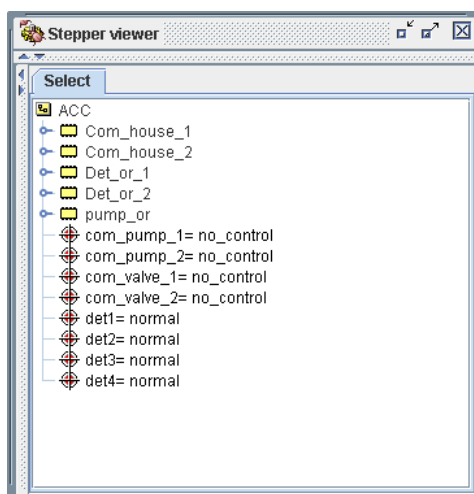 Stepper viewer
Select
ACC
Com_house_1
Com_house_2
Det_or_1
Det_or_2
pump_or
com_pump_1= no_control
com_pump_2= no_control
com_valve_1= no_control
com_valve_2= no_control
det1= normal
det2= normal
det3= normal
det4= normal